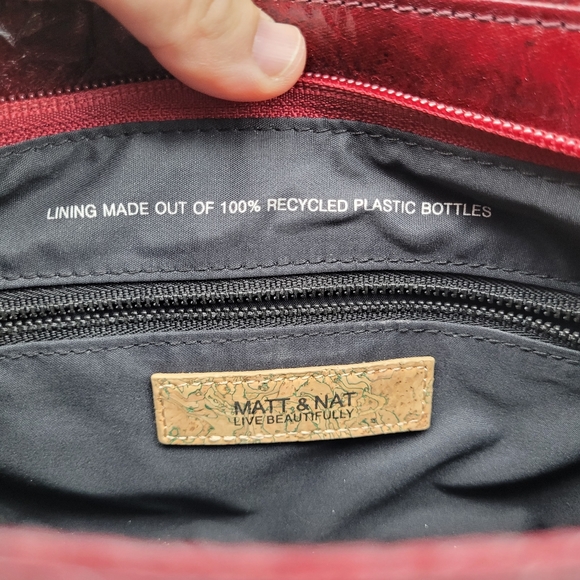 LINING MADE OUT OF 100% RECYCLED PLASTIC BOTTLES
MATT & NAT
LIVE BEAUTIFULLY